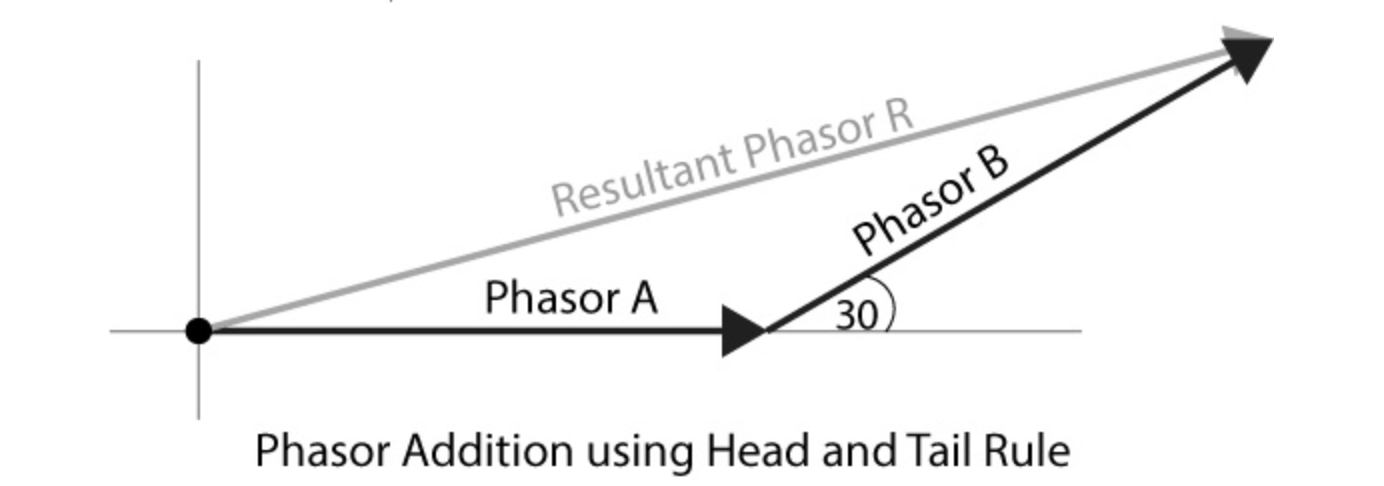 Resultant Phasor R
Phasor B
Phasor A
30
Phasor Addition using Head and Tail Rule